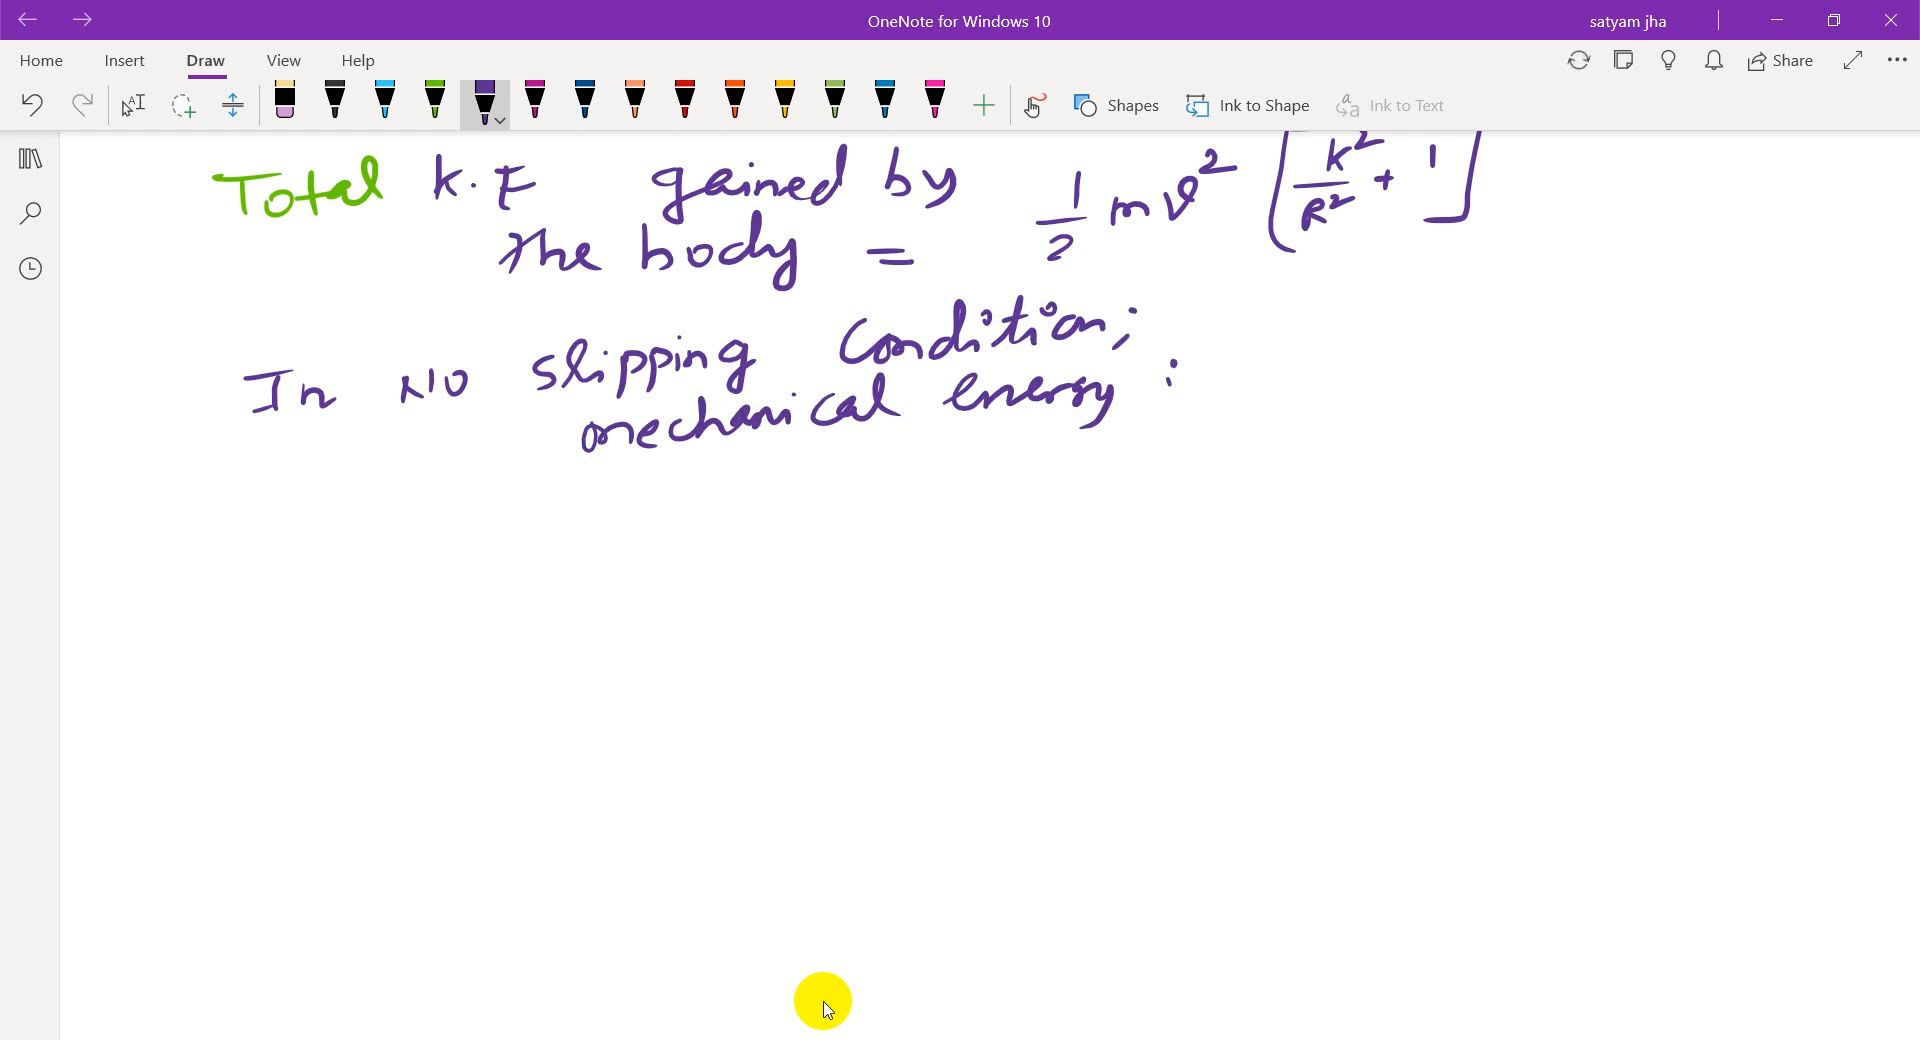 OneNote for Windows 10
satyam jha
Home Insert Draw View Help
Share
Shapes Ink to Shape Ink to Text
Total K.E gained by
the body = 1/2 mv² [K²/R² + 1]
In no slipping condition;
mechanical energy :